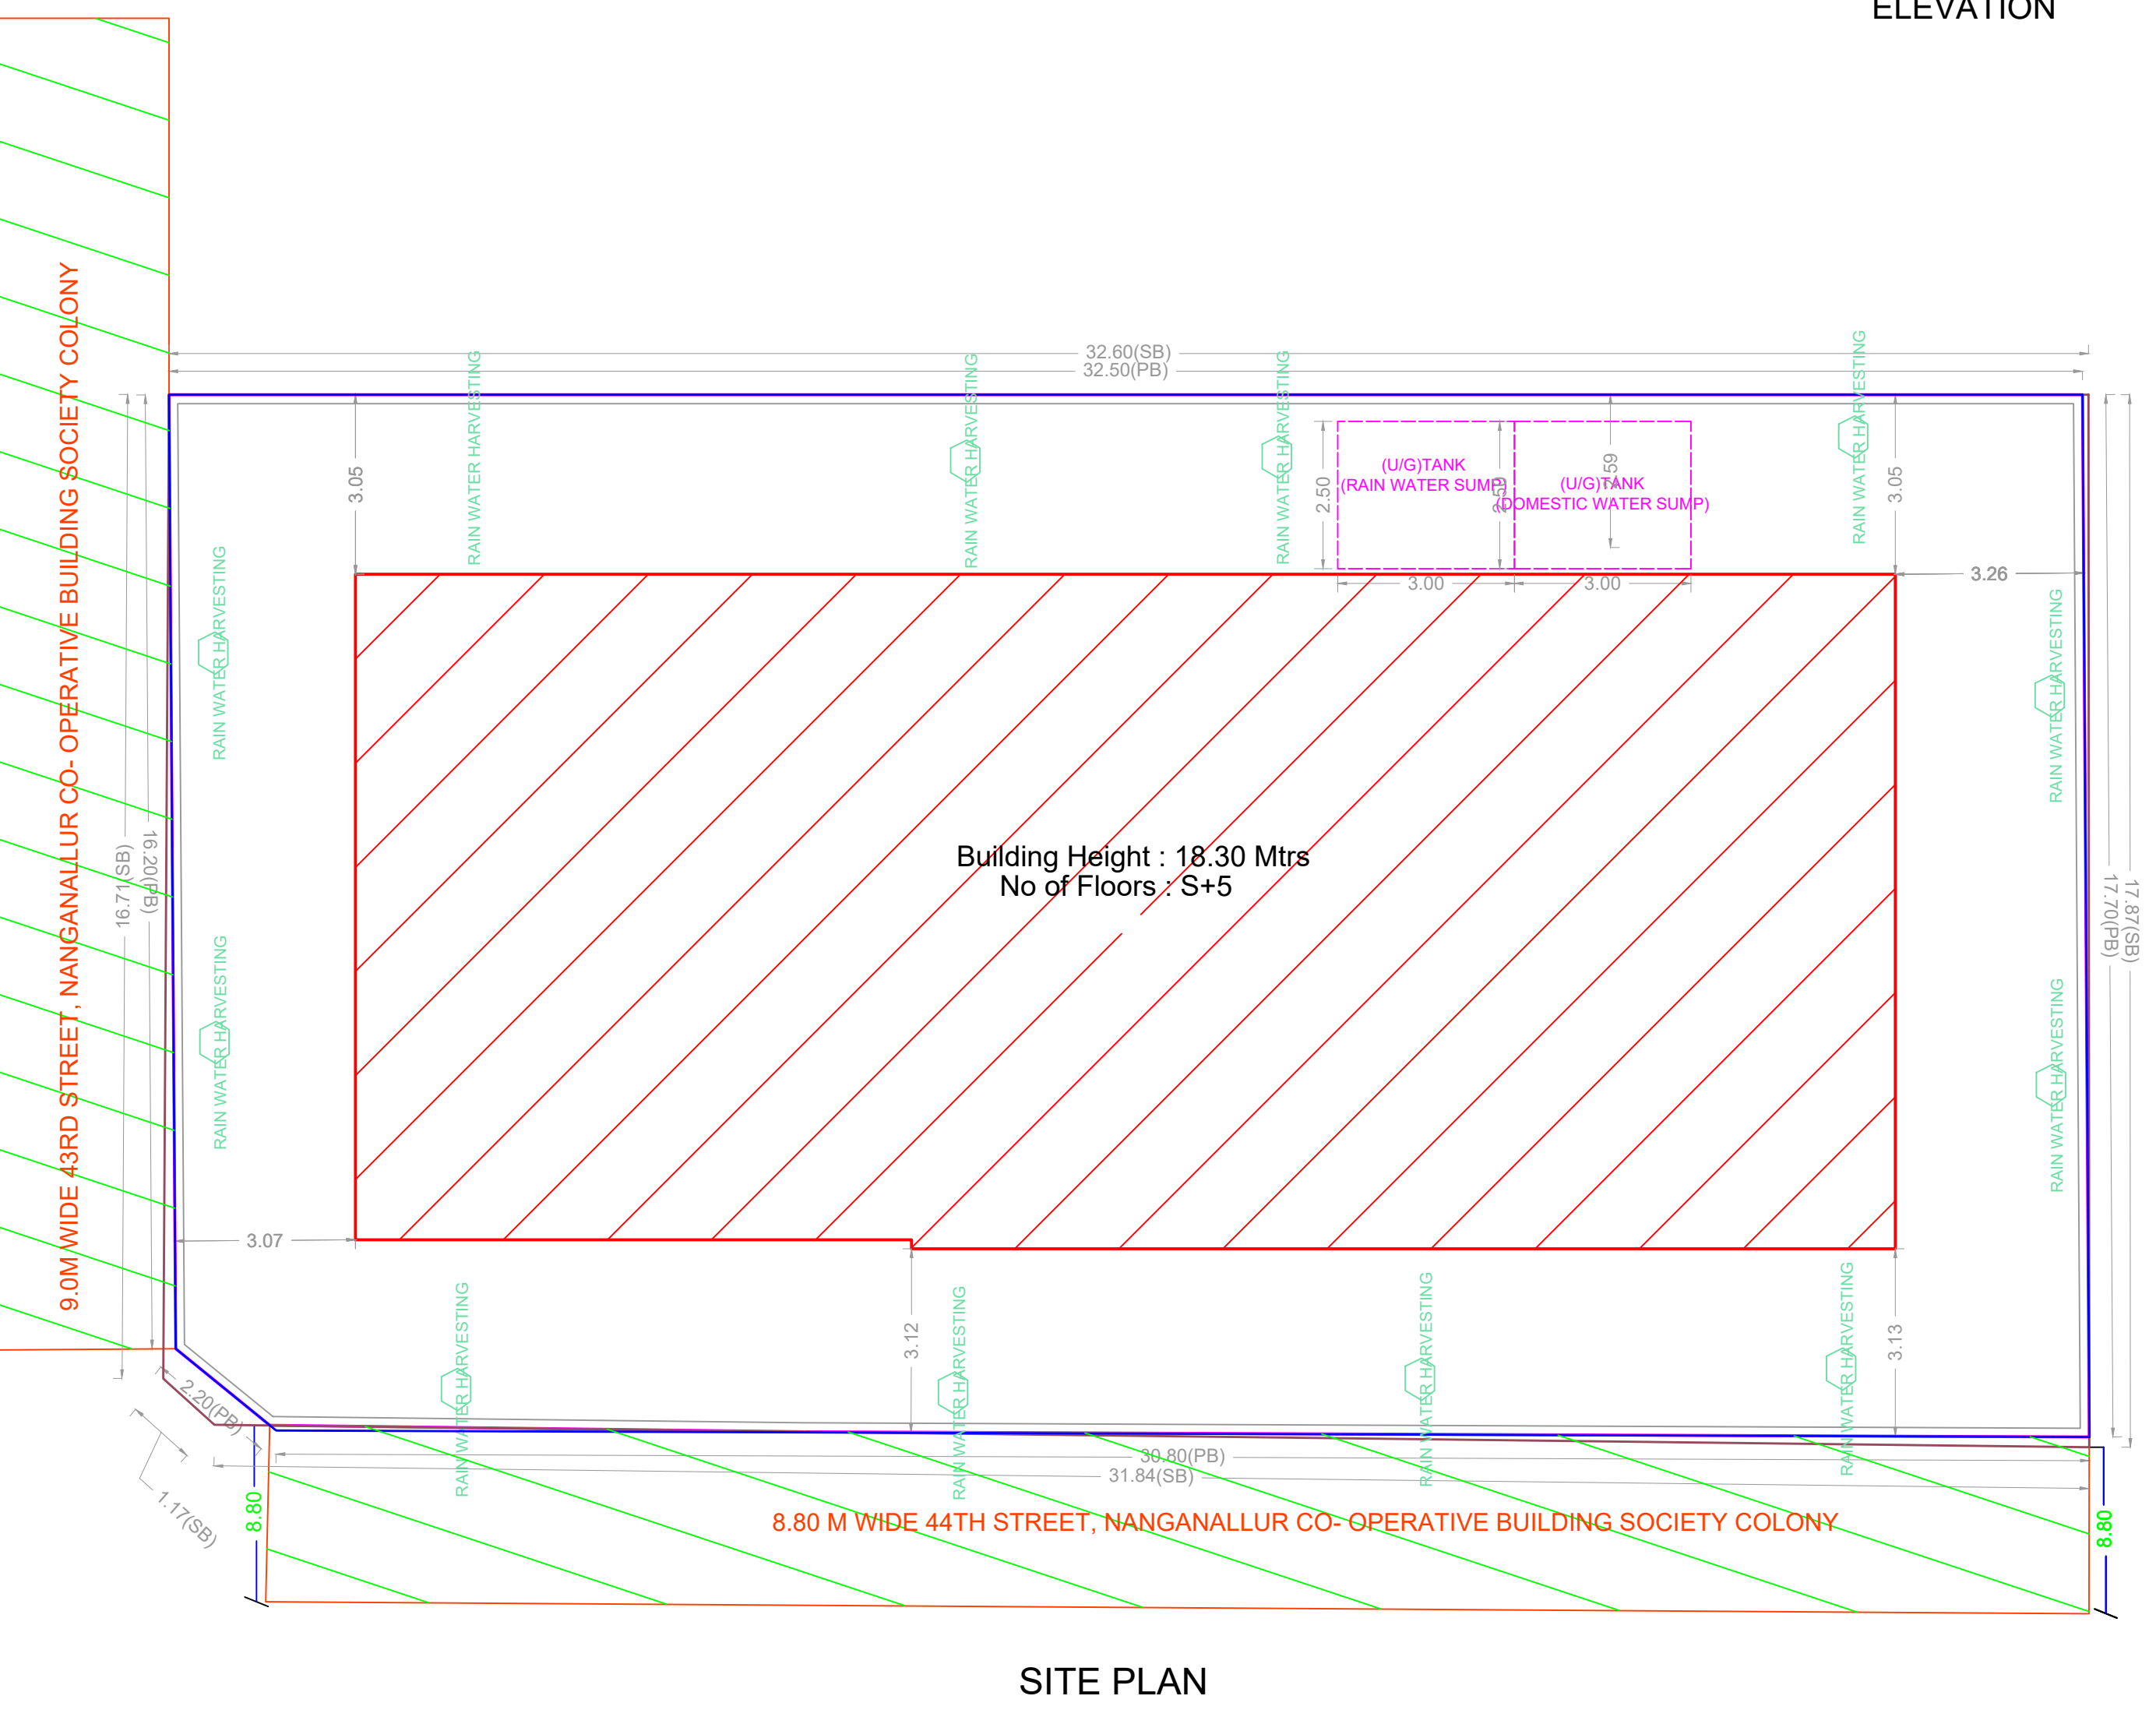 ELEVATION
32.60(SB)
32.50(PB)
9.0M WIDE 43RD STREET, NANGANALLUR CO- OPERATIVE BUILDING SOCIETY COLONY
16.71(SB)
16.20(PB)
3.05
RAIN WATER HARVESTING
RAIN WATER HARVESTING
RAIN WATER HARVESTING
2.50
(U/G)TANK
(RAIN WATER SUMP)
2.50
(U/G)TANK
(DOMESTIC WATER SUMP)
RAIN WATER HARVESTING
3.05
3.00
3.00
3.26
RAIN WATER HARVESTING
RAIN WATER HARVESTING
Building Height : 18.30 Mtrs
No of Floors : S+5
17.70(PB)
17.87(SB)
RAIN WATER HARVESTING
RAIN WATER HARVESTING
3.07
3.12
3.13
RAIN WATER HARVESTING
RAIN WATER HARVESTING
RAIN WATER HARVESTING
RAIN WATER HARVESTING
2.20(PB)
1.17(SB)
30.80(PB)
31.84(SB)
8.80
8.80 M WIDE 44TH STREET, NANGANALLUR CO- OPERATIVE BUILDING SOCIETY COLONY
8.80
SITE PLAN